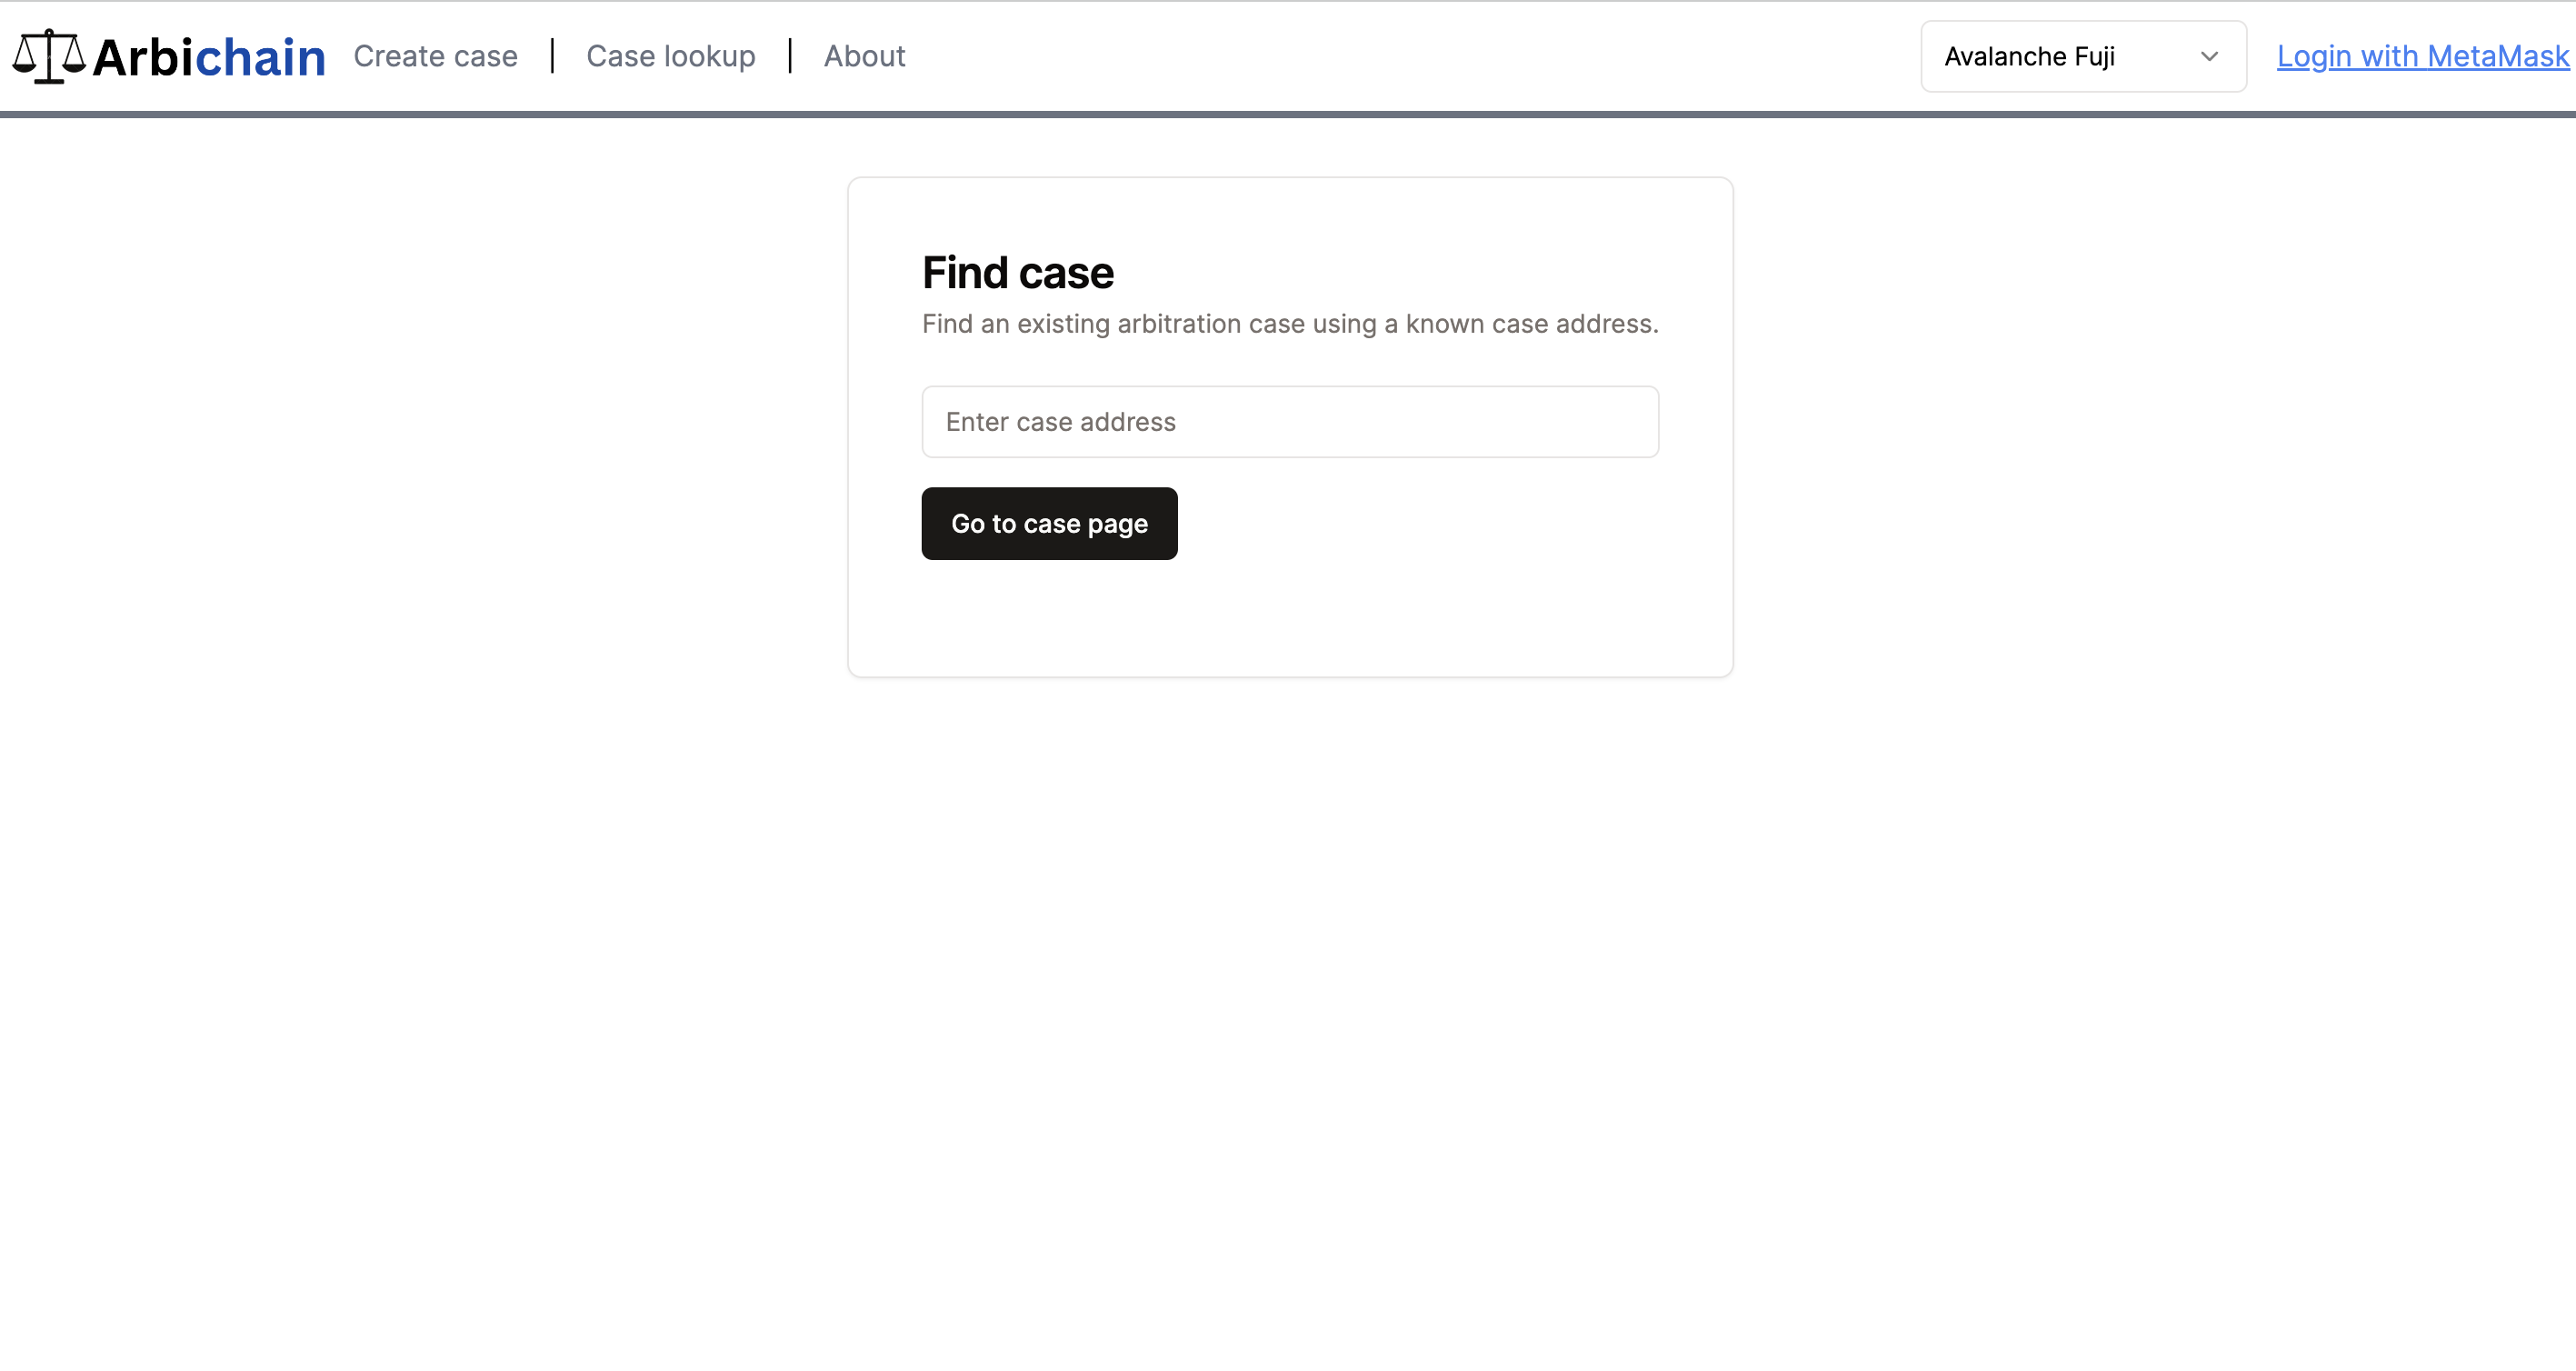 Arbichain Create case | Case lookup | About Avalanche Fuji Login with MetaMask
Find case
Find an existing arbitration case using a known case address.
Enter case address
Go to case page